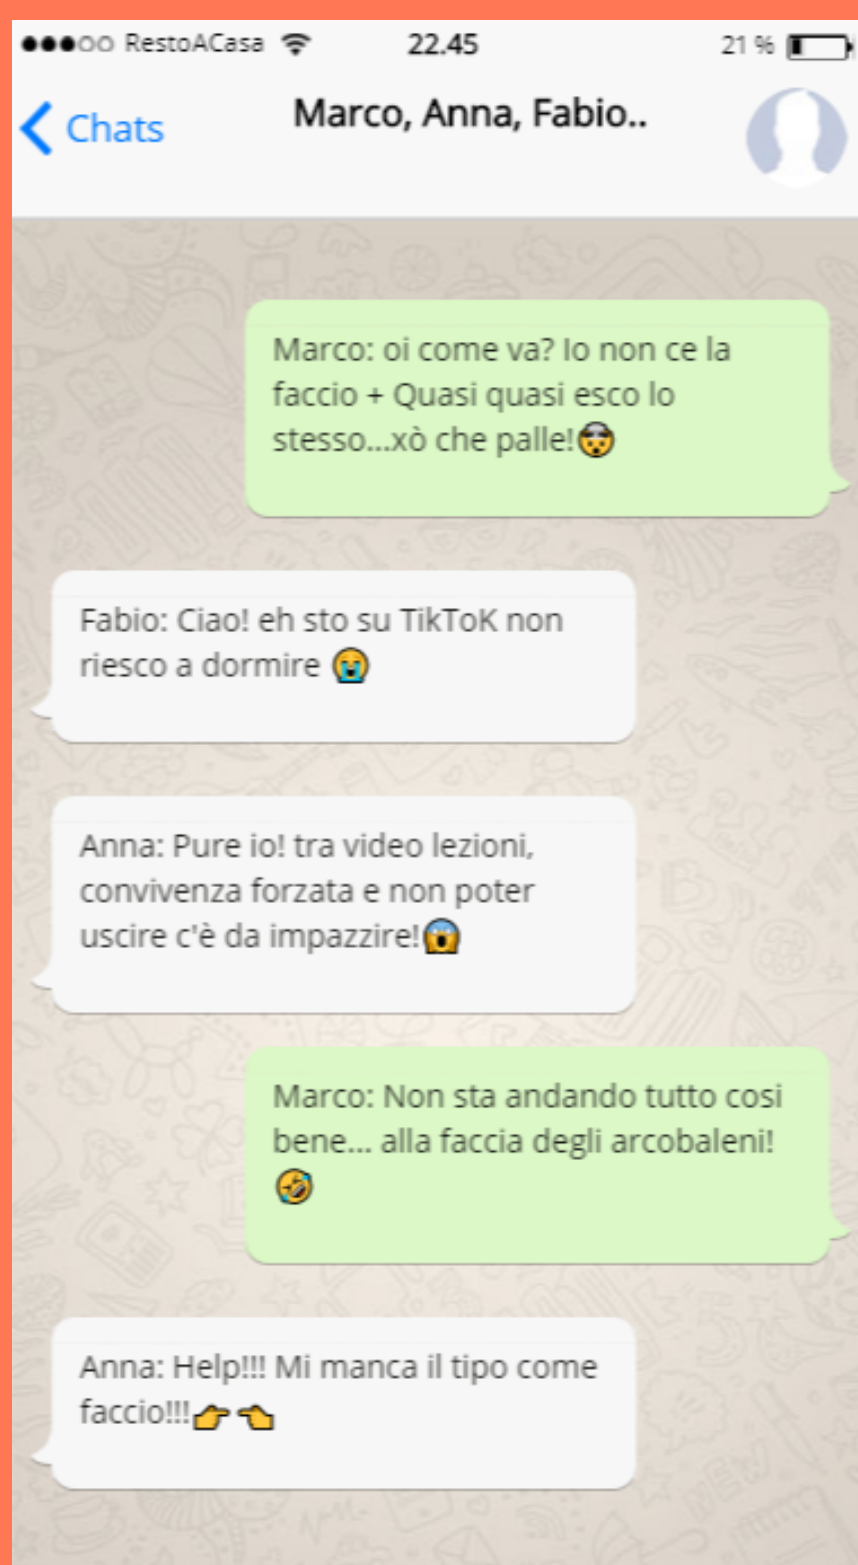 RestoACasa 22.45 21 %
Chats Marco, Anna, Fabio..
Marco: oi come va? Io non ce la
faccio + Quasi quasi esco lo
stesso...xò che palle!🤯
Fabio: Ciao! eh sto su TikToK non
riesco a dormire 😭
Anna: Pure io! tra video lezioni,
convivenza forzata e non poter
uscire c'è da impazzire!😱
Marco: Non sta andando tutto cosi
bene... alla faccia degli arcobaleni!
🤣
Anna: Help!!! Mi manca il tipo come
faccio!!!👉👈